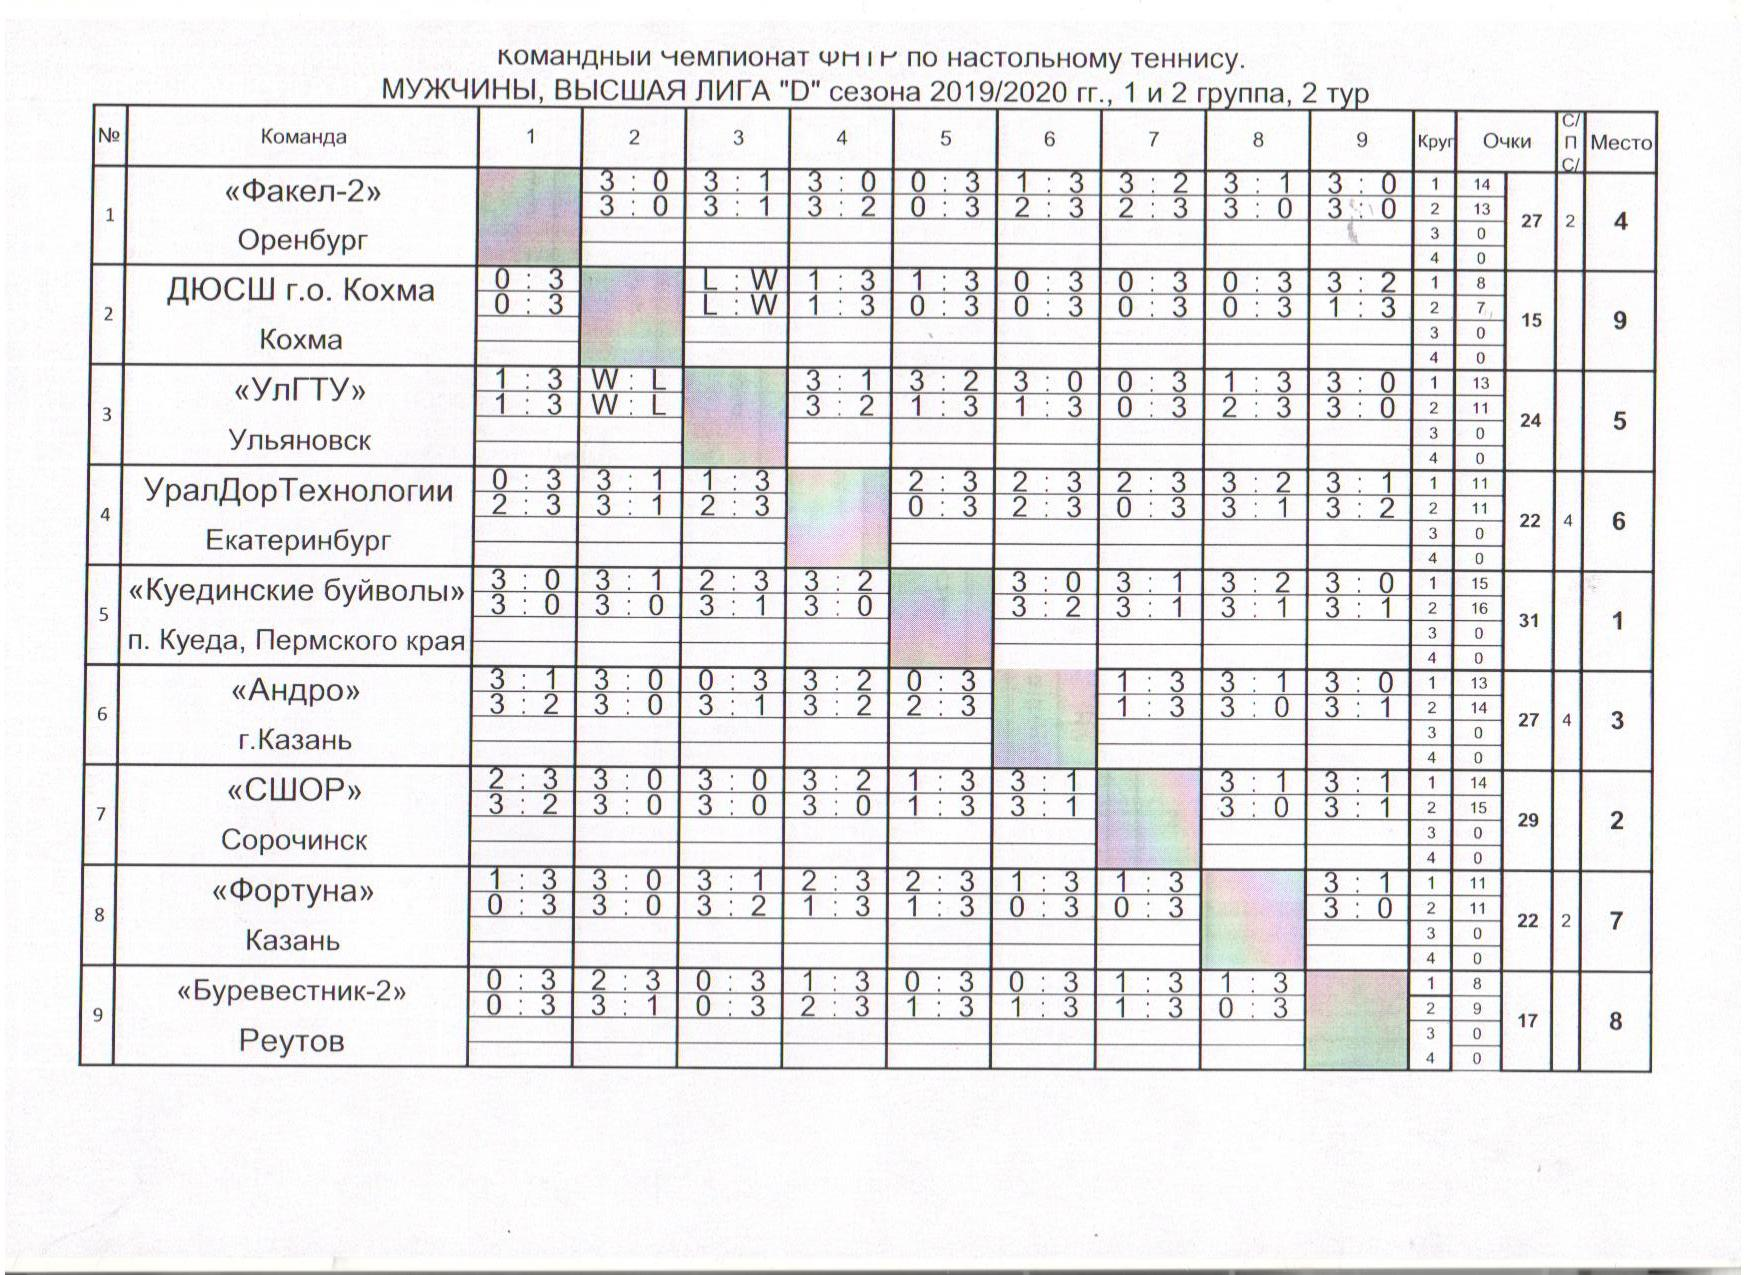 Командный Чемпионат ФНТР по настольному теннису.
МУЖЧИНЫ, ВЫСШАЯ ЛИГА "D" сезона 2019/2020 гг., 1 и 2 группа, 2 тур
№ Команда 1 2 3 4 5 6 7 8 9 Круг Очки С/ П С/ Место
1 «Факел-2» Оренбург 27 2 4
3 : 0 3 : 1 3 : 0 0 : 3 1 : 3 3 : 2 3 : 1 3 : 0 1 14
3 : 0 3 : 1 3 : 2 0 : 3 2 : 3 2 : 3 3 : 0 3 : 0 2 13
3 0
4 0
2 ДЮСШ г.о. Кохма Кохма 15 9
0 : 3 L : W 1 : 3 1 : 3 0 : 3 0 : 3 0 : 3 3 : 2 1 8
0 : 3 L : W 1 : 3 0 : 3 0 : 3 0 : 3 0 : 3 1 : 3 2 7
3 0
4 0
3 «УлГТУ» Ульяновск 24 5
1 : 3 W : L 3 : 1 3 : 2 3 : 0 0 : 3 1 : 3 3 : 0 1 13
1 : 3 W : L 3 : 2 1 : 3 1 : 3 0 : 3 2 : 3 3 : 0 2 11
3 0
4 0
4 УралДорТехнологии Екатеринбург 22 4 6
0 : 3 3 : 1 1 : 3 2 : 3 2 : 3 2 : 3 3 : 2 3 : 1 1 11
2 : 3 3 : 1 2 : 3 0 : 3 2 : 3 0 : 3 3 : 1 3 : 2 2 11
3 0
4 0
5 «Куединские буйволы» п. Куеда, Пермского края 31 1
3 : 0 3 : 1 2 : 3 3 : 2 3 : 0 3 : 1 3 : 2 3 : 0 1 15
3 : 0 3 : 0 3 : 1 3 : 0 3 : 2 3 : 1 3 : 1 3 : 1 2 16
3 0
4 0
6 «Андро» г.Казань 27 4 3
3 : 1 3 : 0 0 : 3 3 : 2 0 : 3 1 : 3 3 : 1 3 : 0 1 13
3 : 2 3 : 0 3 : 1 3 : 2 2 : 3 1 : 3 3 : 0 3 : 1 2 14
3 0
4 0
7 «СШОР» Сорочинск 29 2
2 : 3 3 : 0 3 : 0 3 : 2 1 : 3 3 : 1 3 : 1 3 : 1 1 14
3 : 2 3 : 0 3 : 0 3 : 0 1 : 3 3 : 1 3 : 0 3 : 1 2 15
3 0
4 0
8 «Фортуна» Казань 22 2 7
1 : 3 3 : 0 3 : 1 2 : 3 2 : 3 1 : 3 1 : 3 3 : 1 1 11
0 : 3 3 : 0 3 : 2 1 : 3 1 : 3 0 : 3 0 : 3 3 : 0 2 11
3 0
4 0
9 «Буревестник-2» Реутов 17 8
0 : 3 2 : 3 0 : 3 1 : 3 0 : 3 0 : 3 1 : 3 1 : 3 1 8
0 : 3 3 : 1 0 : 3 2 : 3 1 : 3 1 : 3 1 : 3 0 : 3 2 9
3 0
4 0